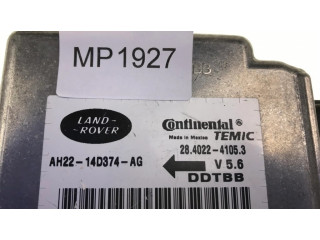 MP1927
LAND-
ROVER
Continental®
Made in Mexico TEMIC
28.4022-4105.3
AH22-14D374-AG
V 5.6
DDTBB